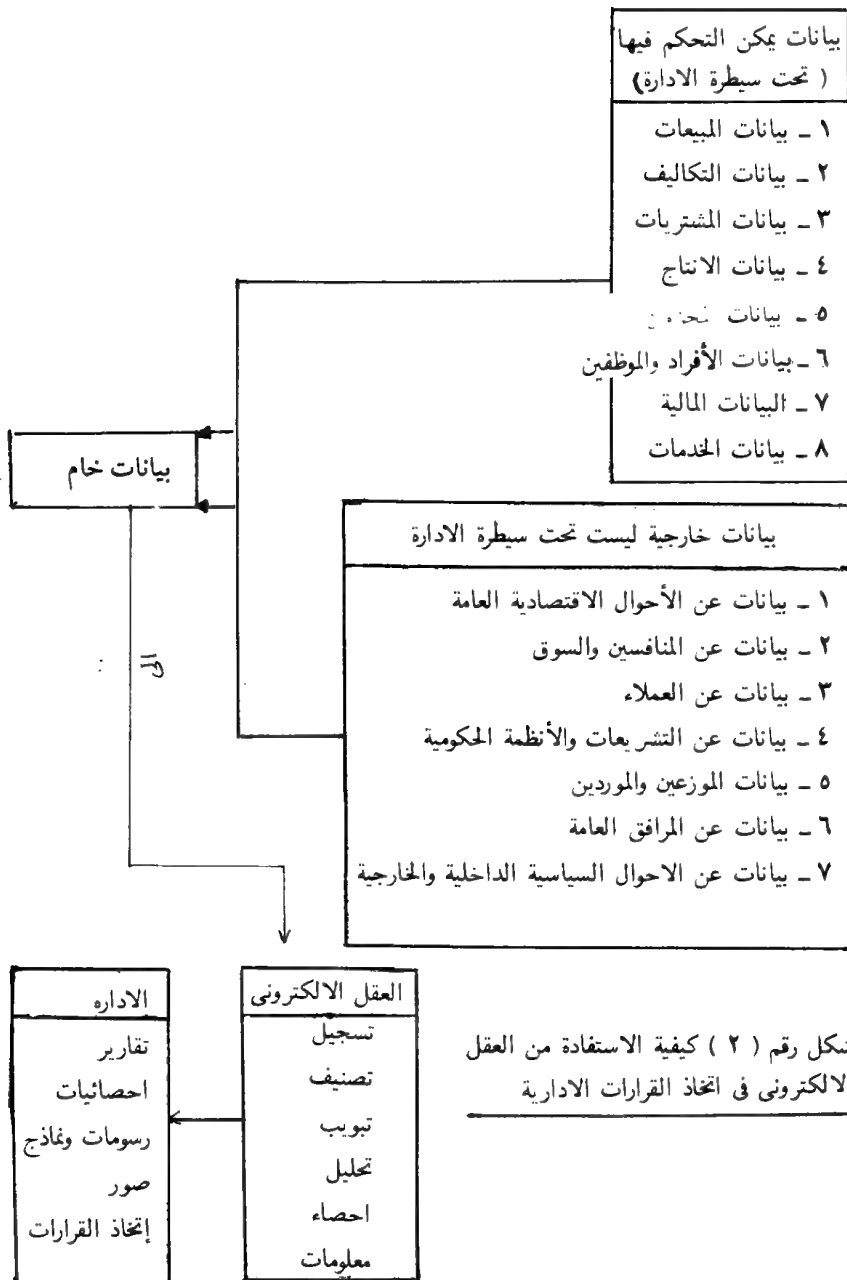 بيانات يمكن التحكم فيها
( تحت سيطرة الادارة)
١ ـ بيانات المبيعات
٢ ـ بيانات التكاليف
٣ ـ بيانات المشتريات
٤ ـ بيانات الانتاج
٥ ـ بيانات
٦ ـ بيانات الأفراد والموظفين
٧ ـ البيانات المالية
٨ ـ بيانات الخدمات
بيانات خام
بيانات خارجية ليست تحت سيطرة الادارة
١ ـ بيانات عن الأحوال الاقتصادية العامة
٢ ـ بيانات عن المنافسين والسوق
٣ ـ بيانات عن العملاء
٤ ـ بيانات عن التشريعات والأنظمة الحكومية
٥ ـ بيانات الموزعين والموردين
٦ ـ بيانات عن المرافق العامة
٧ ـ بيانات عن الاحوال السياسية الداخلية والخارجية
العقل الالكترونى
تسجيل
تصنيف
تبويب
تحليل
احصاء
معلومات
الاداره
تقارير
احصائيات
رسومات ونماذج
صور
إتخاذ القرارات
شكل رقم ( ٢ ) كيفية الاستفادة من العقل
الالكترونى فى اتخاذ القرارات الادارية